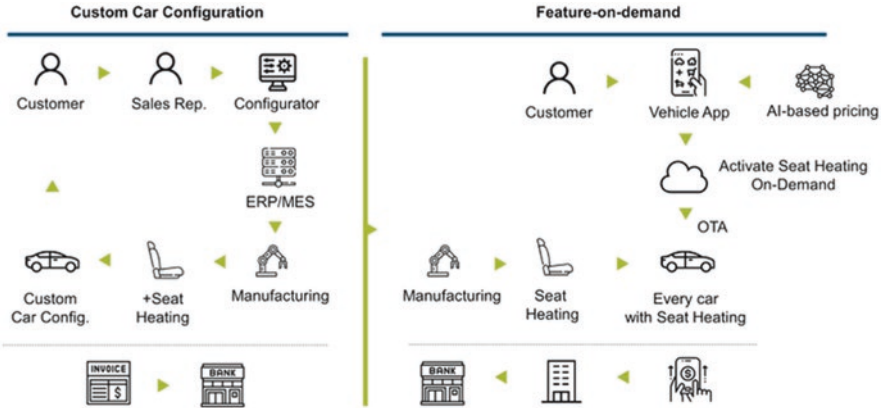 Custom Car Configuration
Customer
Sales Rep.
Configurator
ERP/MES
Manufacturing
+Seat
Heating
Custom
Car Config.
INVOICE
$
BANK
Feature-on-demand
Customer
Vehicle App
AI-based pricing
Activate Seat Heating
On-Demand
OTA
Manufacturing
Seat
Heating
Every car
with Seat Heating
BANK
$